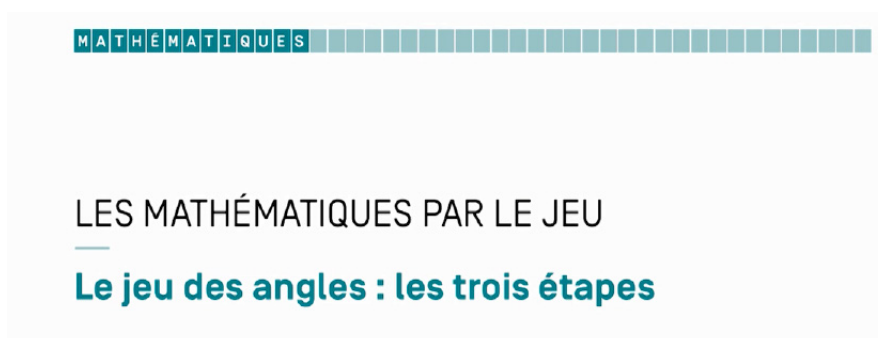 MATHÉMATIQUES
LES MATHÉMATIQUES PAR LE JEU
Le jeu des angles : les trois étapes